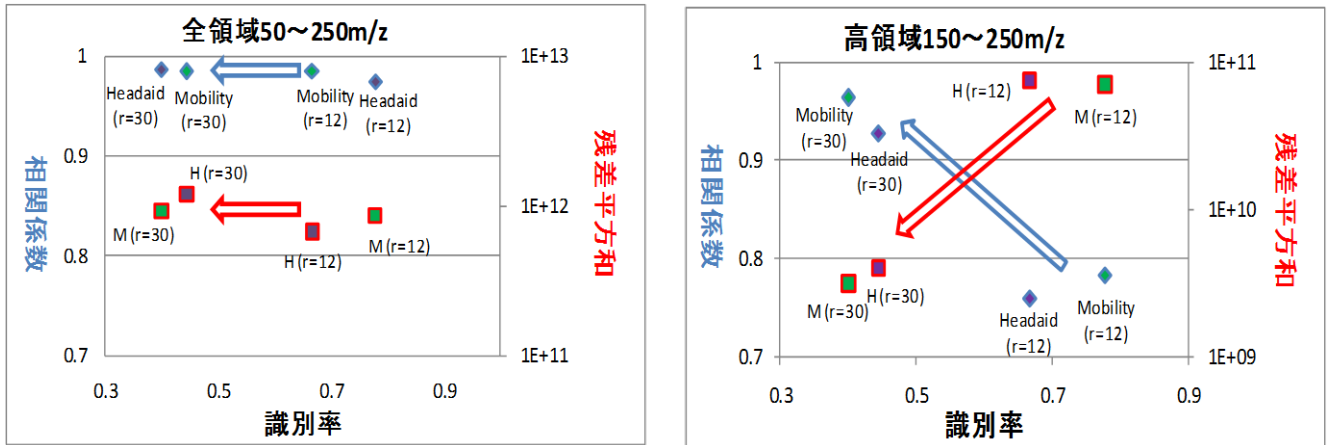 全領域50～250m/z
1
1E+13
Headaid
(r=30)
Mobility
(r=30)
Mobility
(r=12)
Headaid
(r=12)
0.9
H (r=30)
1E+12
M (r=30)
H (r=12)
M (r=12)
0.8
0.7
1E+11
0.3
0.5
0.7
0.9
相関係数
残差平方和
識別率
高領域150～250m/z
1
1E+11
H (r=12)
M (r=12)
Mobility
(r=30)
Headaid
(r=30)
0.9
1E+10
0.8
M (r=30)
H (r=30)
Headaid
(r=12)
Mobility
(r=12)
0.7
1E+09
0.3
0.5
0.7
0.9
相関係数
残差平方和
識別率